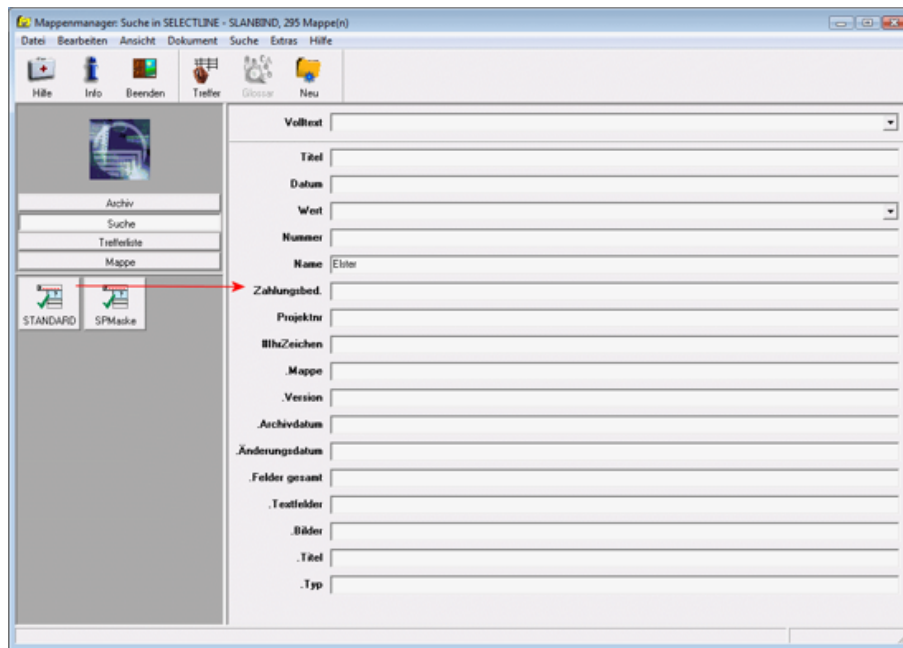 Mappenmanager: Suche in SELECTLINE - SLANBIND, 295 Mappe(n)
Datei Bearbeiten Ansicht Dokument Suche Extras Hilfe
Hilfe Info Beenden Treffer Glossar Neu
Volltext
Titel
Datum
Wert
Nummer
Name Elster
Zahlungsbed.
Projektnr
#IhrZeichen
.Mappe
.Version
.Archivdatum
.Änderungsdatum
.Felder gesamt
.Textfelder
.Bilder
.Titel
.Typ
Archiv
Suche
Trefferliste
Mappe
STANDARD SPMaske